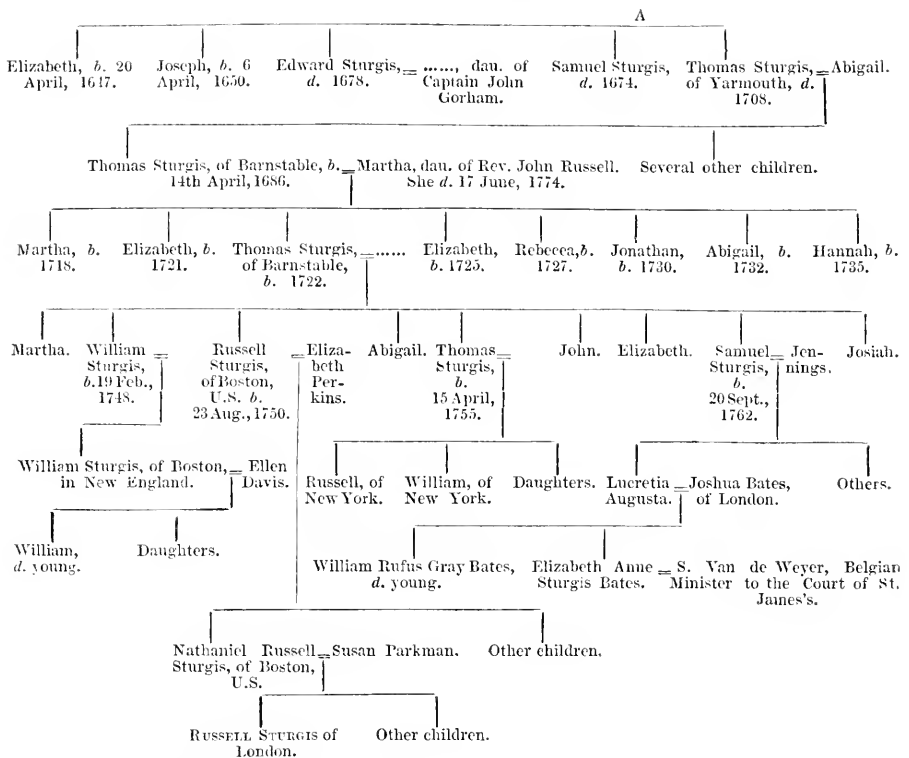 A
Elizabeth, b. 20 April, 1647.
Joseph, b. 6 April, 1650.
Edward Sturgis, d. 1678. = ......, dau. of Captain John Gorham.
Samuel Sturgis, d. 1674.
Thomas Sturgis, of Yarmouth, d. 1708. = Abigail.
Thomas Sturgis, of Barnstable, b. 14th April, 1686. = Martha, dau. of Rev. John Russell. She d. 17 June, 1774.
Several other children.
Martha, b. 1718.
Elizabeth, b. 1721.
Thomas Sturgis, of Barnstable, b. 1722. = ......
Elizabeth, b. 1725.
Rebecca, b. 1727.
Jonathan, b. 1730.
Abigail, b. 1732.
Hannah, b. 1735.
Martha.
William Sturgis, b. 19 Feb., 1748. =
Russell Sturgis, of Boston, U.S. b. 23 Aug., 1750. = Elizabeth Perkins.
Abigail.
Thomas Sturgis, b. 15 April, 1755. =
John.
Elizabeth.
Samuel Sturgis, b. 20 Sept., 1762. = Jennings.
Josiah.
William Sturgis, of Boston, in New England. = Ellen Davis.
Russell, of New York.
William, of New York.
Daughters.
Lucretia Augusta. = Joshua Bates, of London.
Others.
William, d. young.
Daughters.
William Rufus Gray Bates, d. young.
Elizabeth Anne Sturgis Bates. = S. Van de Weyer, Belgian Minister to the Court of St. James's.
Nathaniel Russell Sturgis, of Boston, U.S. = Susan Parkman.
Other children.
RUSSELL STURGIS of London.
Other children.